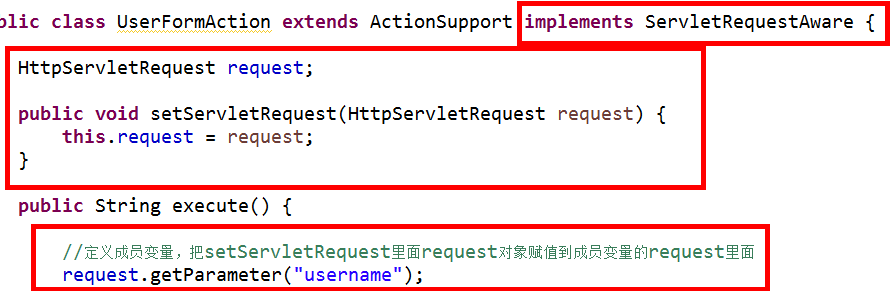 blic class UserFormAction extends ActionSupport implements ServletRequestAware {
HttpServletRequest request;
public void setServletRequest(HttpServletRequest request) {
this.request = request;
}
public String execute() {
//定义成员变量，把setServletRequest里面request对象赋值到成员变量的request里面
request.getParameter("username");